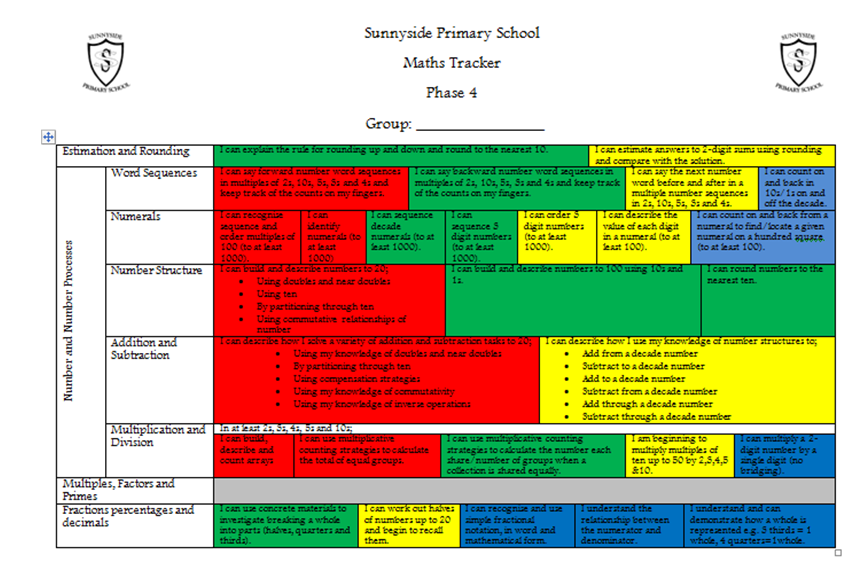 SUNNYSIDE
PRIMARY SCHOOL
SUNNYSIDE
PRIMARY SCHOOL
Sunnyside Primary School
Maths Tracker
Phase 4
Group: _______________
Estimation and Rounding
I can explain the rule for rounding up and down and round to the nearest 10.
I can estimate answers to 2-digit sums using rounding
and compare with the solution.
Number and Number Processes
Word Sequences
I can say forward number word sequences
in multiples of 2s, 10s, 5s, 3s and 4s and
keep track of the counts on my fingers.
I can say backward number word sequences in
multiples of 2s, 10s, 5s, 3s and 4s and keep track
of the counts on my fingers.
I can say the next number
word before and after in a
multiple number sequences
in 2s, 10s, 5s, 3s and 4s.
I can count on
and back in
10s/ 1s on and
off the decade.
Numerals
I can recognise
sequence and
order multiples of
100 (to at least
1000).
I can
identify
numerals (to
at least
1000)
I can sequence
decade
numerals (to at
least 1000).
I can
sequence 3
digit numbers
(to at least
1000).
I can order 3
digit numbers
(to at least
1000).
I can describe the
value of each digit
in a numeral (to at
least 100).
I can count on and back from a
numeral to find/locate a given
numeral on a hundred square
(to at least 100).
Number Structure
I can build and describe numbers to 20;
• Using doubles and near doubles
• Using ten
• By partitioning through ten
• Using commutative relationships of
number
I can build and describe numbers to 100 using 10s and
1s.
I can round numbers to the
nearest ten.
Addition and
Subtraction
I can describe how I solve a variety of addition and subtraction tasks to 20;
• Using my knowledge of doubles and near doubles
• By partitioning through ten
• Using compensation strategies
• Using my knowledge of commutativity
• Using my knowledge of inverse operations
I can describe how I use my knowledge of number structures to;
• Add from a decade number
• Subtract to a decade number
• Add to a decade number
• Subtract from a decade number
• Add through a decade number
• Subtract through a decade number
Multiplication and
Division
In at least 2s, 3s, 4s, 5s and 10s;
I can build,
describe and
count arrays
I can use multiplicative
counting strategies to calculate
the total of equal groups.
I can use multiplicative counting
strategies to calculate the number each
share/number of groups when a
collection is shared equally.
I am beginning to
multiply multiples of
ten up to 50 by 2,3,4,5
&10.
I can multiply a 2-
digit number by a
single digit (no
bridging).
Multiples, Factors and
Primes
Fractions percentages and
decimals
I can use concrete materials to
investigate breaking a whole
into parts (halves, quarters and
thirds).
I can work out halves
of numbers up to 20
and begin to recall
them.
I can recognise and use
simple fractional
notation, in word and
mathematical form.
I understand the
relationship between
the numerator and
denominator.
I understand and can
demonstrate how a whole is
represented e.g. 3 thirds = 1
whole, 4 quarters=1whole.